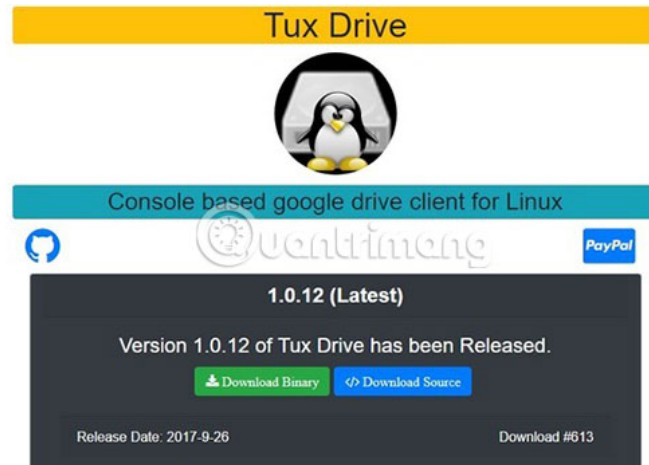 Tux Drive
Console based google drive client for Linux
Quantrimang
PayPal
1.0.12 (Latest)
Version 1.0.12 of Tux Drive has been Released.
Download Binary
</> Download Source
Release Date: 2017-9-26
Download #613